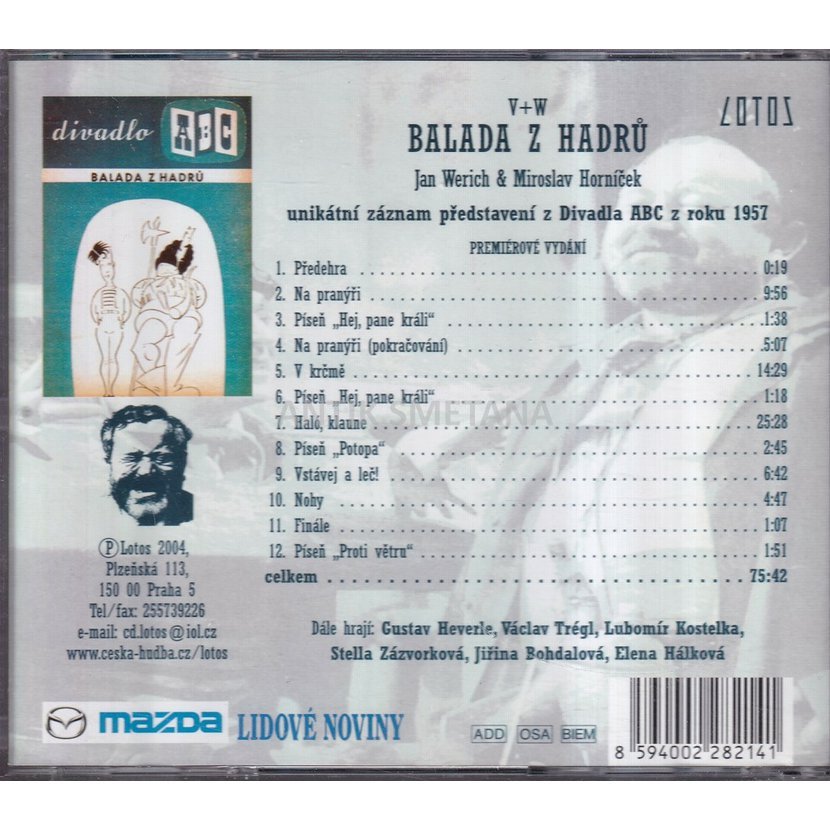 divadlo ABC
BALADA Z HADRŮ
V+W
LOTOS
BALADA Z HADRŮ
Jan Werich & Miroslav Horníček
unikátní záznam představení z Divadla ABC z roku 1957
PREMIÉROVÉ VYDÁNÍ
1. Předehra 0:19
2. Na pranýři 9:56
3. Píseň „Hej, pane králi“ 1:38
4. Na pranýři (pokračování) 5:07
5. V krčmě 14:29
6. Píseň „Hej, pane králi“ 1:18
7. Haló, klaune 25:28
8. Píseň „Potopa“ 2:45
9. Vstávej a leč! 6:42
10. Nohy 4:47
11. Finále 1:07
12. Píseň „Proti větru“ 1:51
celkem 75:42
ANTIK SMETANA
Ⓟ Lotos 2004,
Plzeňská 113,
150 00 Praha 5
Tel/fax: 255739226
e-mail: cd.lotos@iol.cz
www.ceska-hudba.cz/lotos
Dále hrají: Gustav Heverle, Václav Trégl, Lubomír Kostelka,
Stella Zázvorková, Jiřina Bohdalová, Elena Hálková
mazda LIDOVÉ NOVINY
ADD OSA BIEM
8 594002 282141